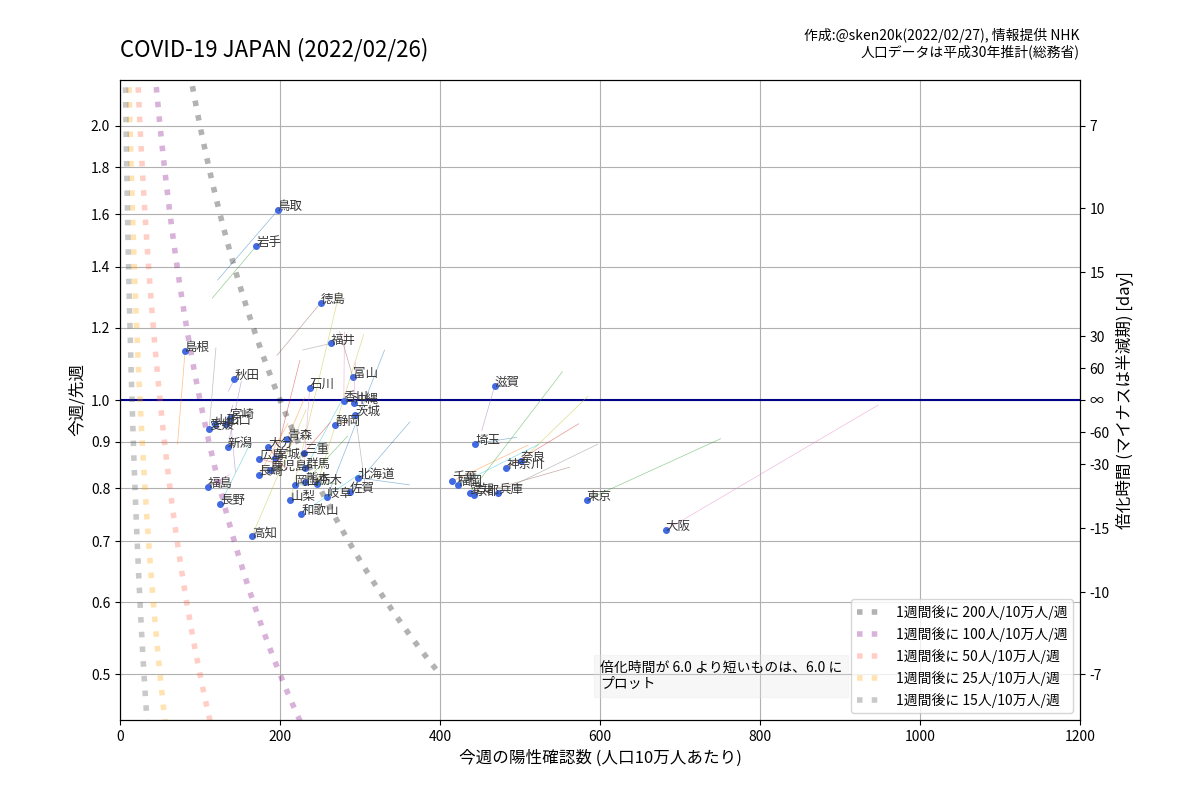 COVID-19 JAPAN (2022/02/26)
作成:@sken20k(2022/02/27), 情報提供 NHK
人口データは平成30年推計(総務省)
今週/先週
2.0
1.8
1.6
1.4
1.2
1.0
0.9
0.8
0.7
0.6
0.5
7
10
15
30
60
∞
-60
-30
-15
-10
-7
倍化時間 (マイナスは半減期) [day]
鳥取
岩手
徳島
福井
島根
富山
秋田
石川
滋賀
香川
沖縄
茨城
宮崎
静岡
青森
埼玉
新潟
大分
三重
宮城
奈良
群馬
神奈川
鹿児島
長崎
北海道
千葉
福岡
熊本
栃木
福島
岐阜
佐賀
京都
兵庫
山梨
長野
東京
和歌山
大阪
高知
倍化時間が 6.0 より短いものは、6.0 に
プロット
1週間後に 200人/10万人/週
1週間後に 100人/10万人/週
1週間後に 50人/10万人/週
1週間後に 25人/10万人/週
1週間後に 15人/10万人/週
0
200
400
600
800
1000
1200
今週の陽性確認数 (人口10万人あたり)